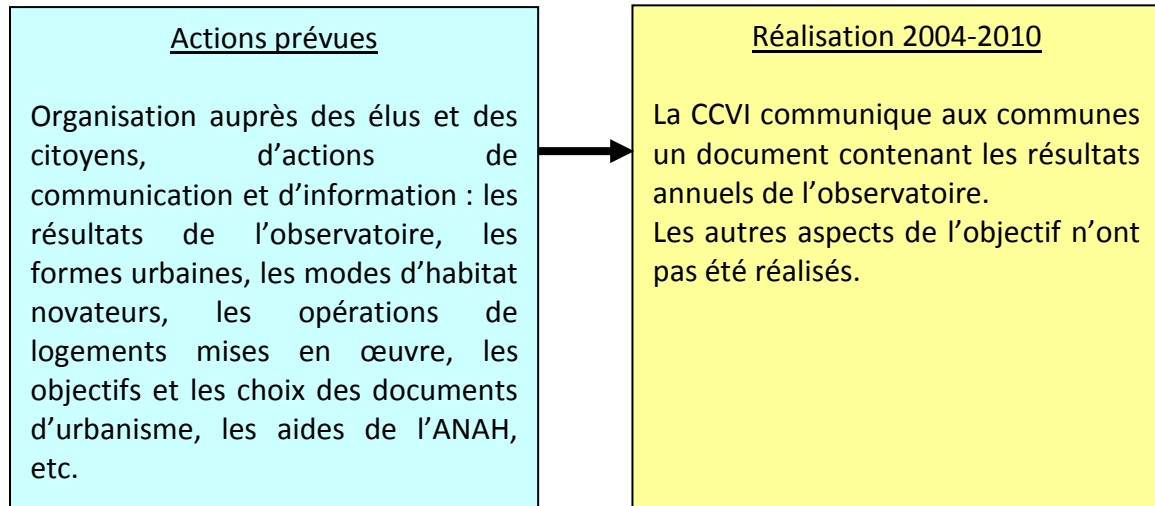 Actions prévues
Organisation auprès des élus et des
citoyens, d’actions de
communication et d’information : les
résultats de l’observatoire, les
formes urbaines, les modes d’habitat
novateurs, les opérations de
logements mises en œuvre, les
objectifs et les choix des documents
d’urbanisme, les aides de l’ANAH,
etc.
Réalisation 2004-2010
La CCVI communique aux communes
un document contenant les résultats
annuels de l’observatoire.
Les autres aspects de l’objectif n’ont
pas été réalisés.